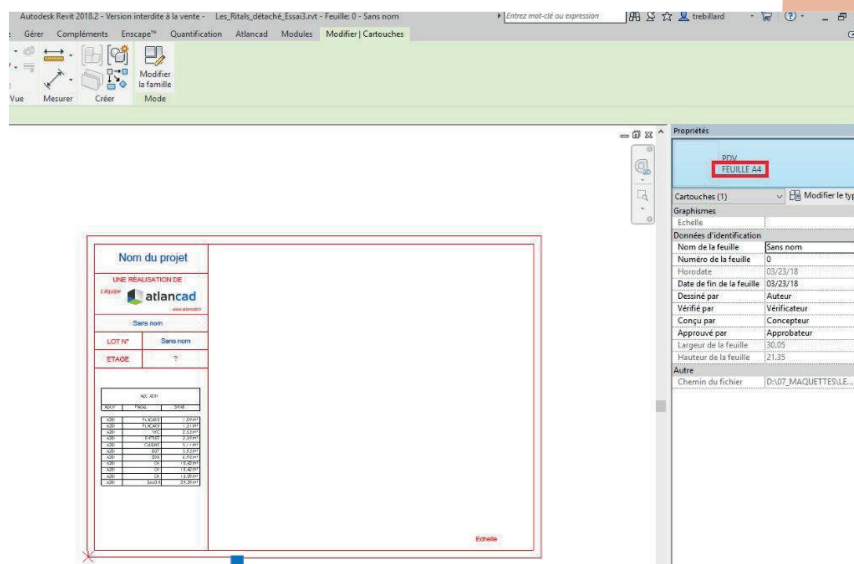 Autodesk Revit 2018.2 - Version interdite à la vente - Les_Ritals_détaché_Essai3.rvt - Feuille: 0 - Sans nom
Entrez mot-clé ou expression
trebillard
Gérer Compléments Enscape™ Quantification Atlancad Modules Modifier | Cartouches
Modifier
la famille
Vue Mesurer Créer Mode
Propriétés
PDV
FEUILLE A4
Cartouches (1)
Modifier le typ
Graphismes
Echelle
Données d'identification
Nom de la feuille Sans nom
Numéro de la feuille 0
Horodate 03/23/18
Date de fin de la feuille 03/23/18
Dessiné par Auteur
Vérifié par Vérificateur
Conçu par Concepteur
Approuvé par Approbateur
Largeur de la feuille 30.05
Hauteur de la feuille 21.35
Autre
Chemin du fichier D:\07_MAQUETTES\LE...
Nom du projet
UNE RÉALISATION DE
L'équipe
atlancad
Sans nom
LOT N° Sans nom
ETAGE ?
Echelle